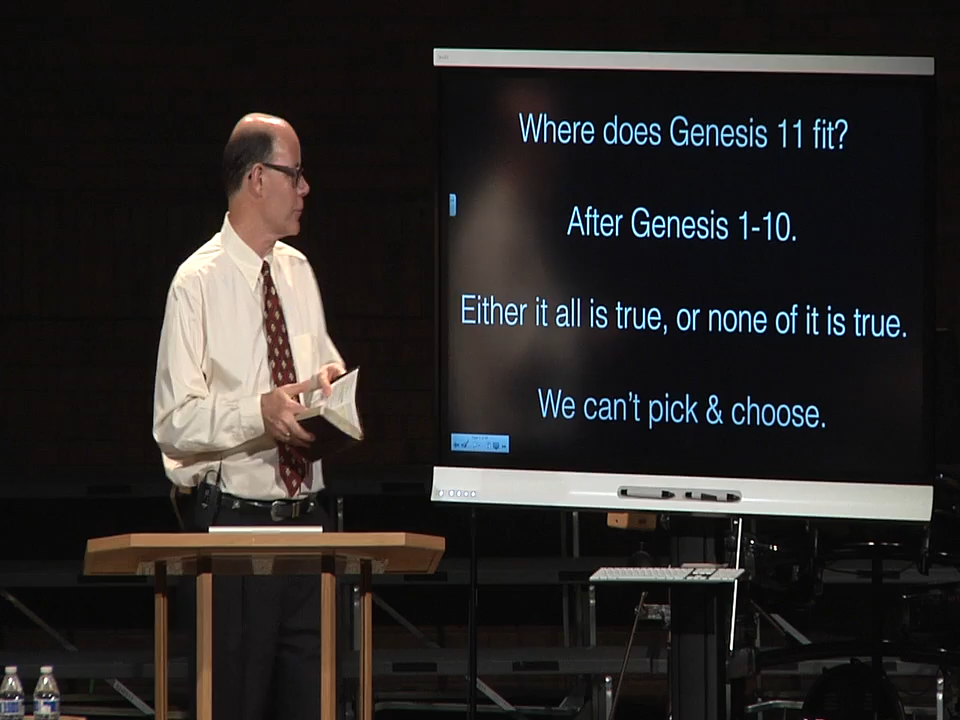 Where does Genesis 11 fit?
After Genesis 1-10.
Either it all is true, or none of it is true.
We can't pick & choose.